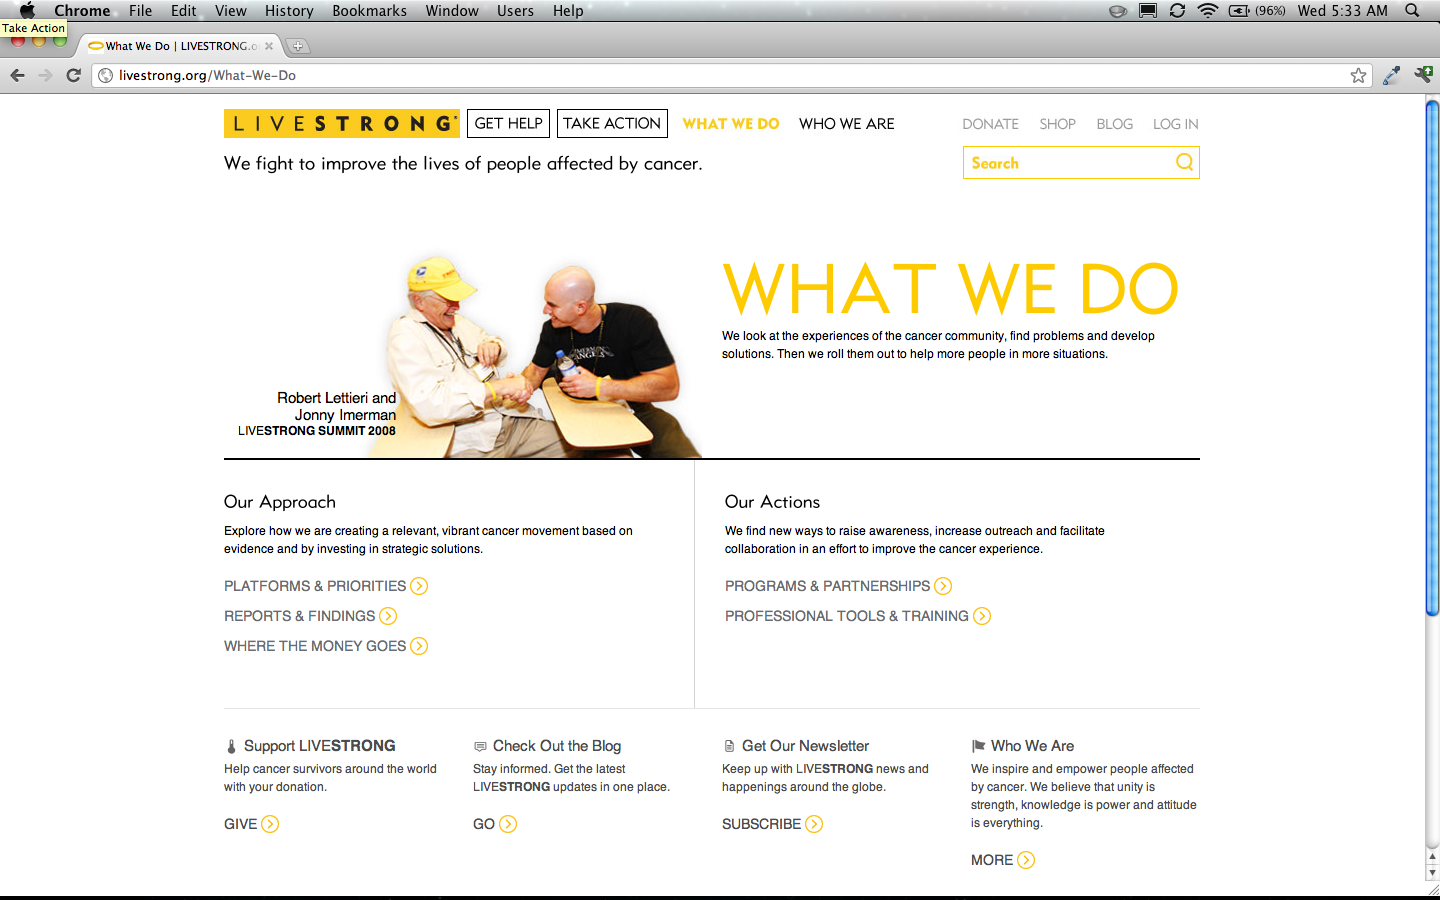 Chrome File Edit View History Bookmarks Window Users Help (96%) Wed 5:33 AM
Take Action
What We Do | LIVESTRONG.o
livestrong.org/What-We-Do
LIVESTRONG GET HELP TAKE ACTION WHAT WE DO WHO WE ARE DONATE SHOP BLOG LOG IN
We fight to improve the lives of people affected by cancer.
Search
WHAT WE DO
We look at the experiences of the cancer community, find problems and develop
solutions. Then we roll them out to help more people in more situations.
IMERMAN
ANGELS
Robert Lettieri and
Jonny Imerman
LIVESTRONG SUMMIT 2008
Our Approach
Explore how we are creating a relevant, vibrant cancer movement based on
evidence and by investing in strategic solutions.
PLATFORMS & PRIORITIES
REPORTS & FINDINGS
WHERE THE MONEY GOES
Our Actions
We find new ways to raise awareness, increase outreach and facilitate
collaboration in an effort to improve the cancer experience.
PROGRAMS & PARTNERSHIPS
PROFESSIONAL TOOLS & TRAINING
Support LIVESTRONG
Help cancer survivors around the world
with your donation.
GIVE
Check Out the Blog
Stay informed. Get the latest
LIVESTRONG updates in one place.
GO
Get Our Newsletter
Keep up with LIVESTRONG news and
happenings around the globe.
SUBSCRIBE
Who We Are
We inspire and empower people affected
by cancer. We believe that unity is
strength, knowledge is power and attitude
is everything.
MORE